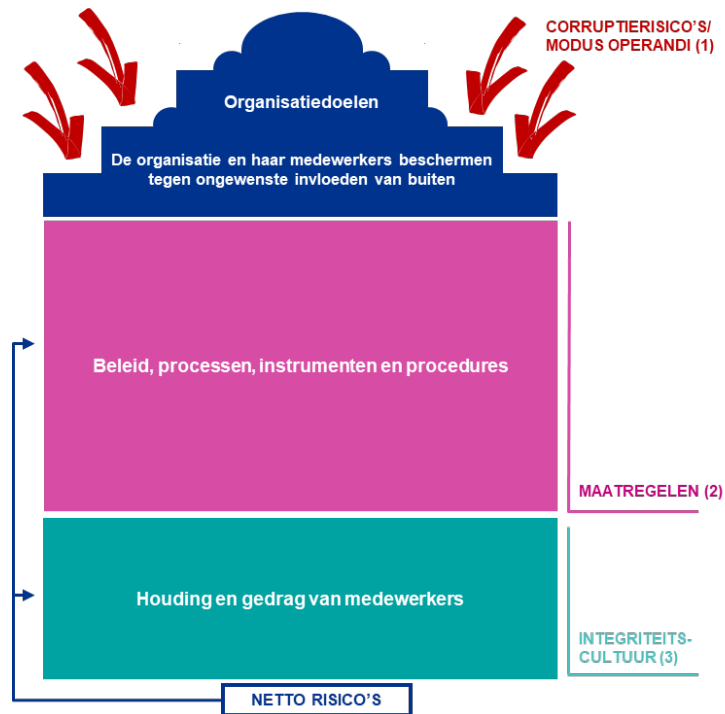 CORRUPTIERISICO'S/
MODUS OPERANDI (1)
Organisatiedoelen
De organisatie en haar medewerkers beschermen
tegen ongewenste invloeden van buiten
Beleid, processen, instrumenten en procedures
MAATREGELEN (2)
Houding en gedrag van medewerkers
INTEGRITEITS-
CULTUUR (3)
NETTO RISICO'S